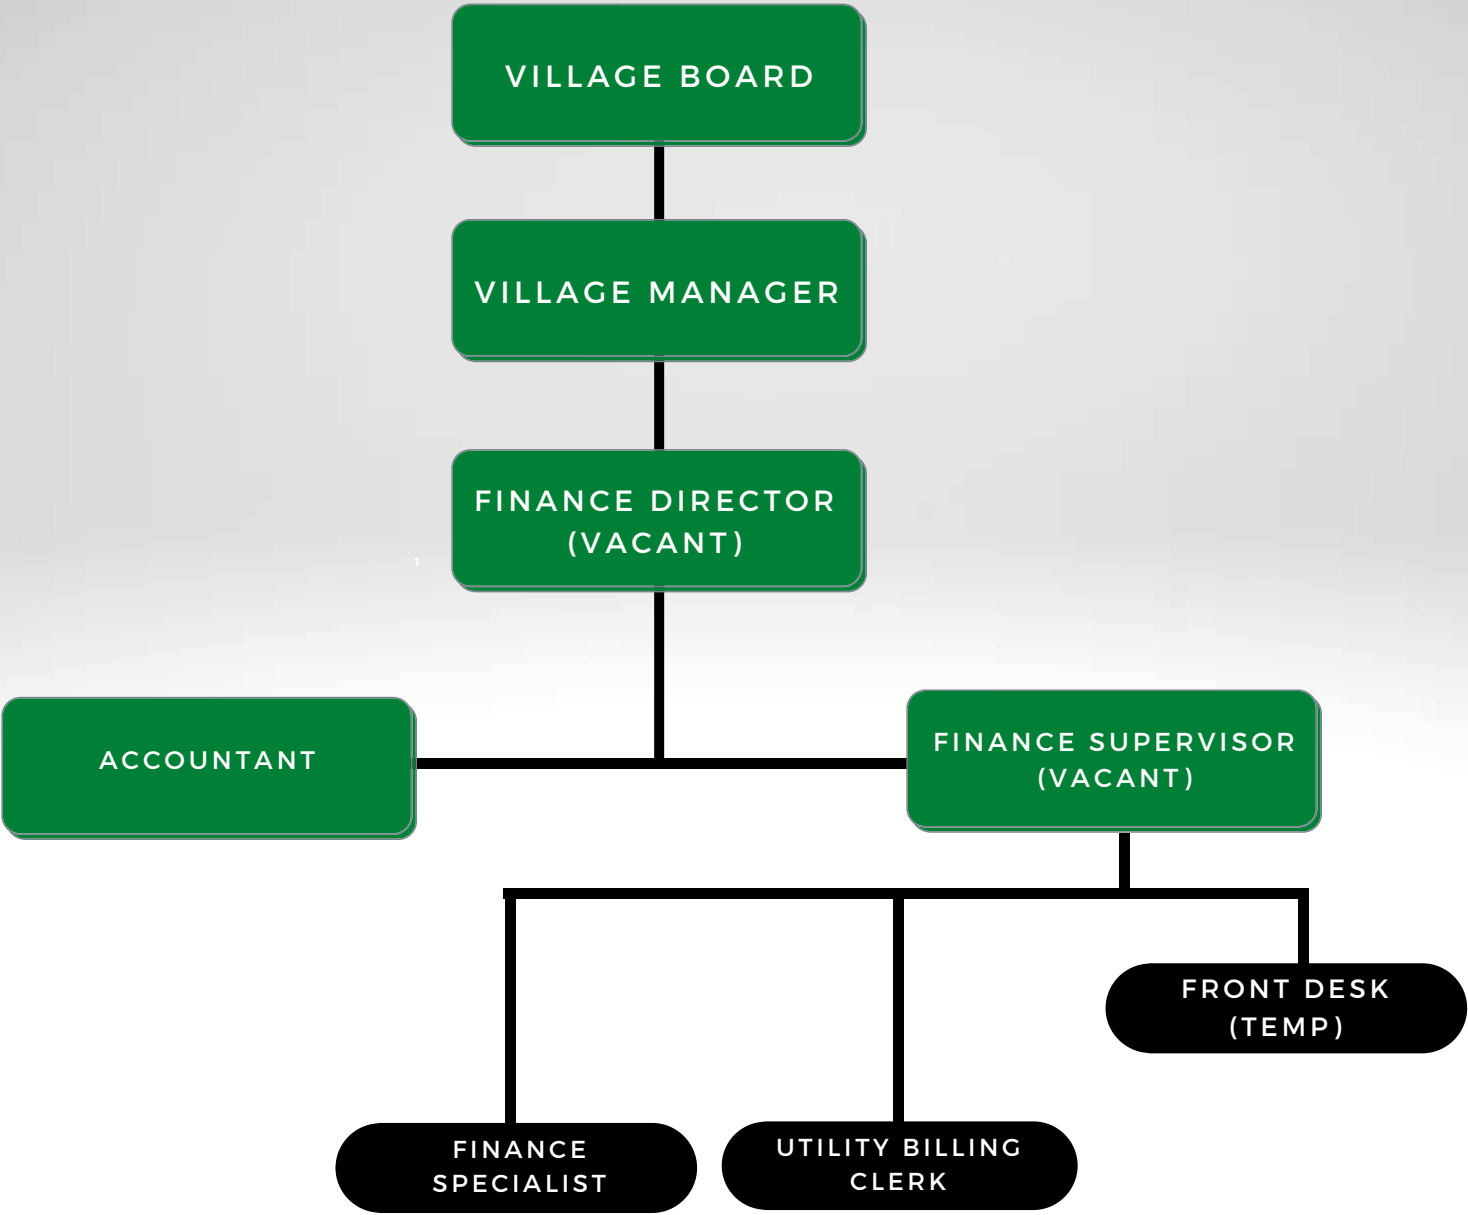 VILLAGE BOARD
VILLAGE MANAGER
FINANCE DIRECTOR
(VACANT)
1
ACCOUNTANT
FINANCE SUPERVISOR
(VACANT)
FRONT DESK
(TEMP)
FINANCE
SPECIALIST
UTILITY BILLING
CLERK